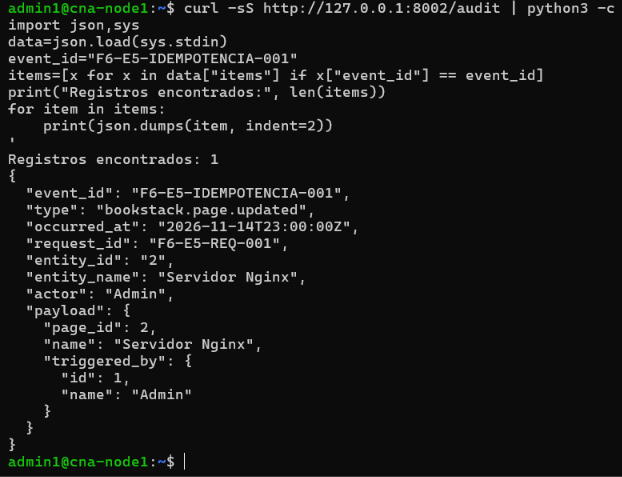 admin1@cna-node1:~$ curl -sS http://127.0.0.1:8002/audit | python3 -c
import json,sys
data=json.load(sys.stdin)
event_id="F6-E5-IDEMPOTENCIA-001"
items=[x for x in data["items"] if x["event_id"] == event_id]
print("Registros encontrados:", len(items))
for item in items:
    print(json.dumps(item, indent=2))
'
Registros encontrados: 1
{
  "event_id": "F6-E5-IDEMPOTENCIA-001",
  "type": "bookstack.page.updated",
  "occurred_at": "2026-11-14T23:00:00Z",
  "request_id": "F6-E5-REQ-001",
  "entity_id": "2",
  "entity_name": "Servidor Nginx",
  "actor": "Admin",
  "payload": {
    "page_id": 2,
    "name": "Servidor Nginx",
    "triggered_by": {
      "id": 1,
      "name": "Admin"
    }
  }
}
admin1@cna-node1:~$